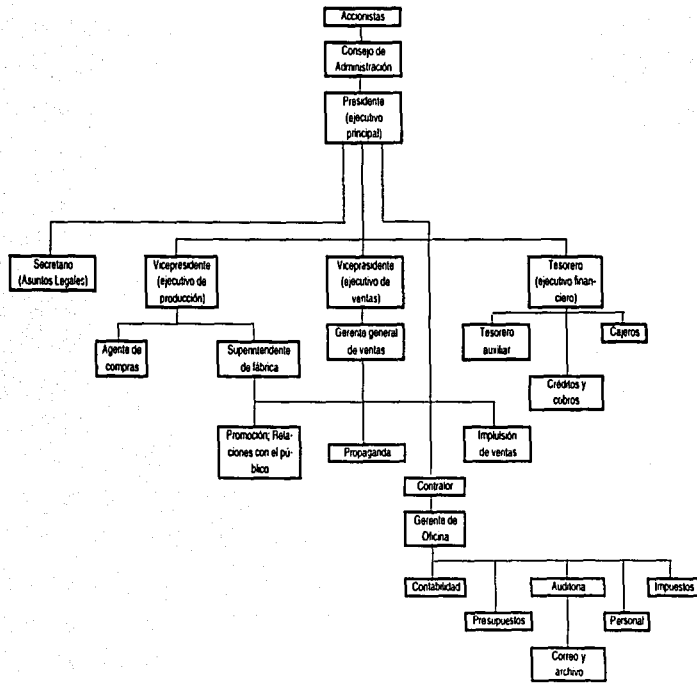 Accionistas
Consejo de
Administración
Presidente
(ejecutivo
principal)
Secretano
(Asuntos Legales)
Vicepresidente
(ejecutivo de
producción)
Vicepresidente
(ejecutivo de
ventas)
Tesorero
(ejecutivo finan-
ciero)
Agente de
compras
Superintendente
de fábrica
Gerente general
de ventas
Tesorero
auxiliar
Cajeros
Créditos y
cobros
Promoción; Rela-
ciones con el pú-
blico
Propaganda
Implusión
de ventas
Contralor
Gerente de
Oficina
Contabilidad
Auditoria
Impuestos
Presupuestos
Personal
Correo y
archivo